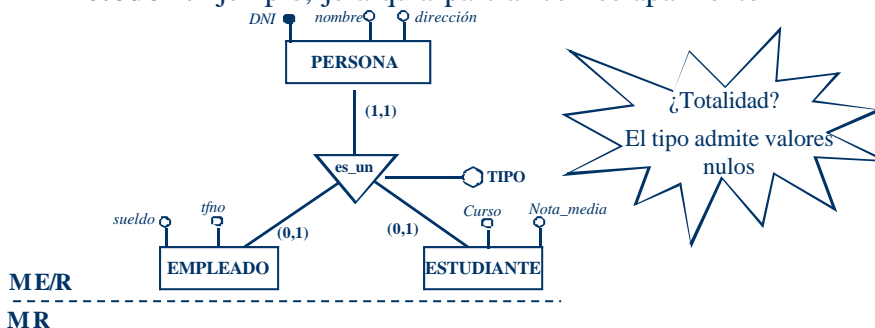 DNI nombre dirección
PERSONA
(1,1)
¿Totalidad?
El tipo admite valores
nulos
es_un
TIPO
sueldo tfno
Curso Nota_media
(0,1) (0,1)
EMPLEADO ESTUDIANTE
ME/R
MR